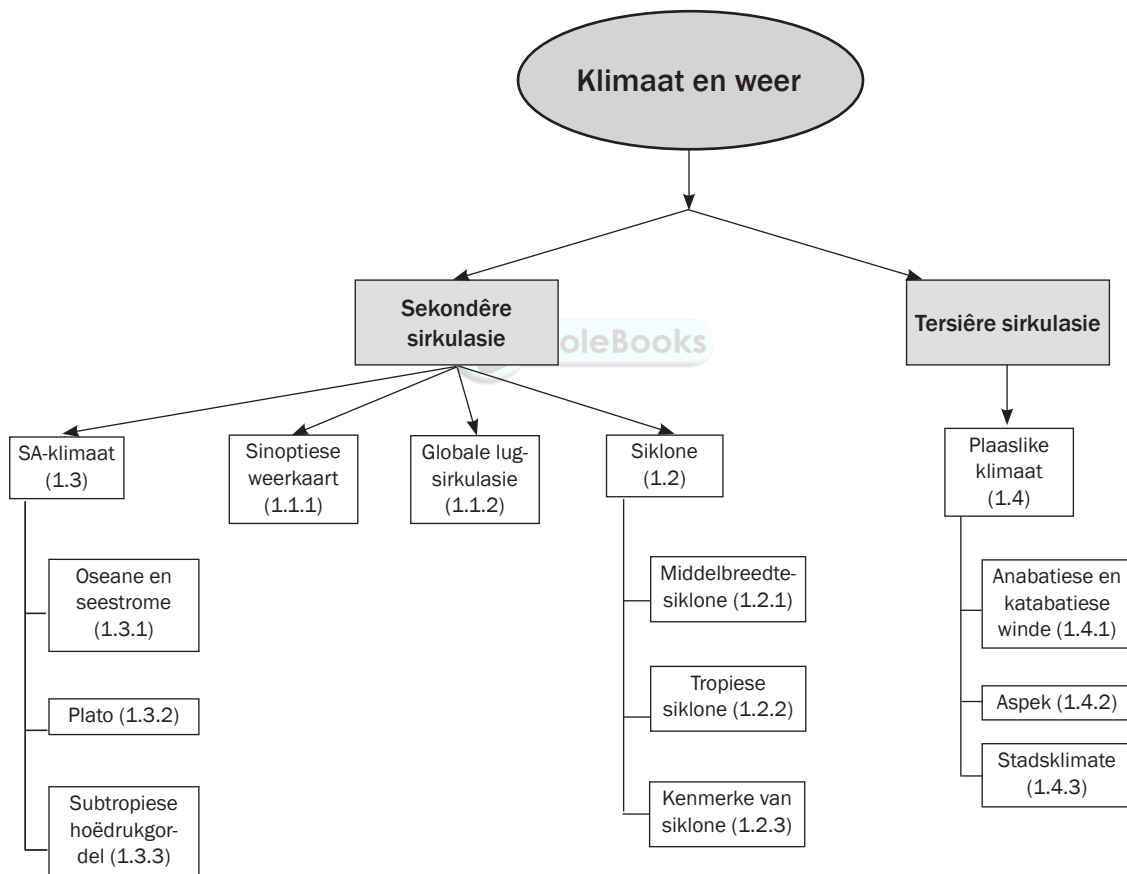 Klimaat en weer
Sekondêre
sirkulasie
Tersiêre sirkulasie
oleBooks
SA-klimaat
(1.3)
Sinoptiese
weerkaart
(1.1.1)
Globale lug-
sirkulasie
(1.1.2)
Siklone
(1.2)
Plaaslike
klimaat
(1.4)
Oseane en
seestrome
(1.3.1)
Plato (1.3.2)
Subtropiese
hoëdrukgor-
del (1.3.3)
Middelbreedte-
siklone (1.2.1)
Tropiese
siklone (1.2.2)
Kenmerke van
siklone (1.2.3)
Anabatiese en
katabatiese
winde (1.4.1)
Aspek (1.4.2)
Stadsklimate
(1.4.3)